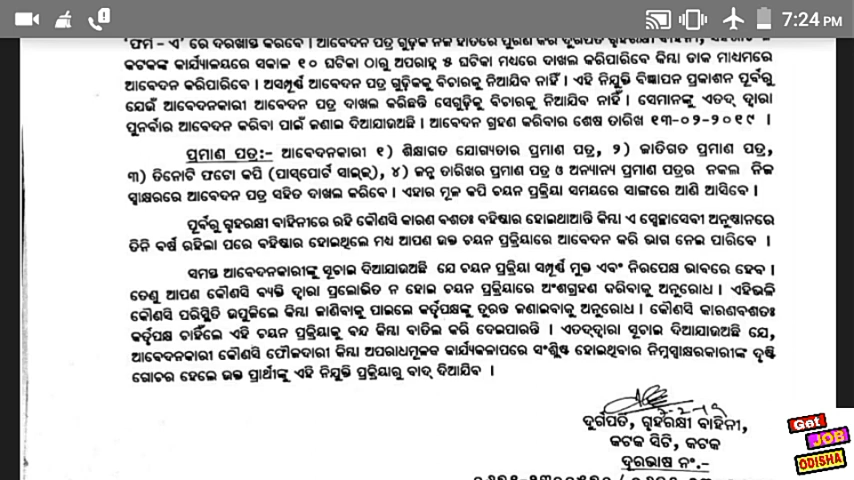 7:24 PM
'ଫର୍ମ – ଏ' ରେ ଦରଖାସ୍ତ କରିବେ । ଆବେଦନ ପତ୍ର ଗୁଡ଼ିକ ନିଜ ହାତରେ ପୂରଣ କରି ଦୁର୍ଗପତି ଗୃହରକ୍ଷୀ ବାହିନୀ,
କଟକଙ୍କ କାର୍ଯ୍ୟାଳୟରେ ସକାଳ ୧୦ ଘଟିକା ଠାରୁ ଅପରାହ୍ନ ୫ ଘଟିକା ମଧ୍ୟରେ ଦାଖଲ କରିପାରିବେ କିମ୍ବା ଡାକ ମାଧ୍ୟମରେ
ଆବେଦନ କରିପାରିବେ । ଅସମ୍ପୂର୍ଣ୍ଣ ଆବେଦନ ପତ୍ର ଗୁଡ଼ିକକୁ ବିଚାରକୁ ନିଆଯିବ ନାହିଁ । ଏହି ନିଯୁକ୍ତି ବିଜ୍ଞାପନ ପ୍ରକାଶନ ପୂର୍ବରୁ
ଯେଉଁ ଆବେଦନକାରୀ ଆବେଦନ ପତ୍ର ଦାଖଲ କରିଛନ୍ତି ସେଗୁଡ଼ିକୁ ବିଚାରକୁ ନିଆଯିବ ନାହିଁ । ସେମାନଙ୍କୁ ଏତଦ୍ ଦ୍ୱାରା
ପୁନର୍ବାର ଆବେଦନ କରିବା ପାଇଁ ଜଣାଇ ଦିଆଯାଉଅଛି । ଆବେଦନ ଗ୍ରହଣ କରିବାର ଶେଷ ତାରିଖ ୧୩-୦୨-୨୦୧୯ ।
ପ୍ରମାଣ ପତ୍ର:- ଆବେଦନକାରୀ ୧) ଶିକ୍ଷାଗତ ଯୋଗ୍ୟତାର ପ୍ରମାଣ ପତ୍ର, ୨) ଜାତିଗତ ପ୍ରମାଣ ପତ୍ର,
୩) ତିନୋଟି ଫଟୋ କପି (ପାସ୍‌ପୋର୍ଟ ସାଇଜ୍), ୪) ଜନ୍ମ ତାରିଖର ପ୍ରମାଣ ପତ୍ର ଓ ଅନ୍ୟାନ୍ୟ ପ୍ରମାଣ ପତ୍ରର ନକଲ ନିଜ
ସ୍ୱାକ୍ଷରରେ ଆବେଦନ ପତ୍ର ସହିତ ଦାଖଲ କରିବେ । ଏହାର ମୂଳ କପି ଚୟନ ପ୍ରକ୍ରିୟା ସମୟରେ ସାଙ୍ଗରେ ଆଣି ଆସିବେ ।
ପୂର୍ବରୁ ଗୃହରକ୍ଷୀ ବାହିନୀରେ ରହି କୌଣସି କାରଣ ବଶତଃ ବହିଷ୍କାର ହୋଇଥାଆନ୍ତି କିମ୍ବା ଏ ସ୍ୱେଚ୍ଛାସେବୀ ଅନୁଷ୍ଠାନରେ
ତିନି ବର୍ଷ ରହିଲା ପରେ ବହିଷ୍କାର ହୋଇଥିଲେ ମଧ୍ୟ ଆପଣ ଉକ୍ତ ଚୟନ ପ୍ରକ୍ରିୟାରେ ଆବେଦନ କରି ଭାଗ ନେଇ ପାରିବେ ।
ସମସ୍ତ ଆବେଦନକାରୀଙ୍କୁ ସୂଚାଇ ଦିଆଯାଉଅଛି ଯେ ଚୟନ ପ୍ରକ୍ରିୟା ସମ୍ପୂର୍ଣ୍ଣ ମୁକ୍ତ ଏବଂ ନିରପେକ୍ଷ ଭାବରେ ହେବ ।
ତେଣୁ ଆପଣ କୌଣସି ବ୍ୟକ୍ତି ଦ୍ୱାରା ପ୍ରଲୋଭିତ ନ ହୋଇ ଚୟନ ପ୍ରକ୍ରିୟାରେ ଅଂଶଗ୍ରହଣ କରିବାକୁ ଅନୁରୋଧ । ଏହିଭଳି
କୌଣସି ପରିସ୍ଥିତି ଉପୁଜିଲେ କିମ୍ବା ଜାଣିବାକୁ ପାଇଲେ କର୍ତ୍ତୃପକ୍ଷଙ୍କୁ ତୁରନ୍ତ ଜଣାଇବାକୁ ଅନୁରୋଧ । କୌଣସି କାରଣବଶତଃ
କର୍ତ୍ତୃପକ୍ଷ ଚାହିଁଲେ ଏହି ଚୟନ ପ୍ରକ୍ରିୟାକୁ ବନ୍ଦ କିମ୍ବା ବାତିଲ କରି ଦେଇପାରନ୍ତି । ଏତଦ୍‌ଦ୍ୱାରା ସୂଚାଇ ଦିଆଯାଉଅଛି ଯେ,
ଆବେଦନକାରୀ କୌଣସି ଫୌଜଦାରୀ କିମ୍ବା ଅପରାଧମୂଳକ କାର୍ଯ୍ୟକଳାପରେ ସଂଶ୍ଲିଷ୍ଟ ହୋଇଥିବାର ନିମ୍ନସ୍ୱାକ୍ଷରକାରୀଙ୍କ ଦୃଷ୍ଟି
ଗୋଚର ହେଲେ ଉକ୍ତ ପ୍ରାର୍ଥୀଙ୍କୁ ଏହି ନିଯୁକ୍ତି ପ୍ରକ୍ରିୟାରୁ ବାଦ୍ ଦିଆଯିବ ।
ଦୁର୍ଗପତି, ଗୃହରକ୍ଷୀ ବାହିନୀ,
କଟକ ସିଟି, କଟକ
ଦୂରଭାଷ ନଂ.-
Get
JOB
ODISHA